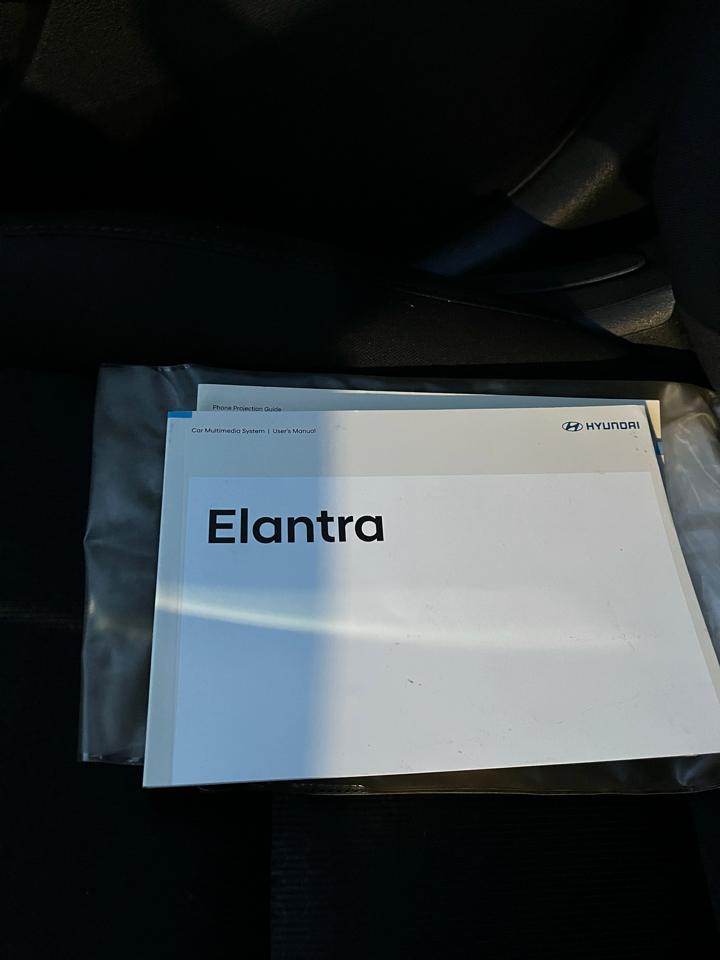 Phone Projection Guide
Car Multimedia System | User's Manual
HYUNDAI
Elantra